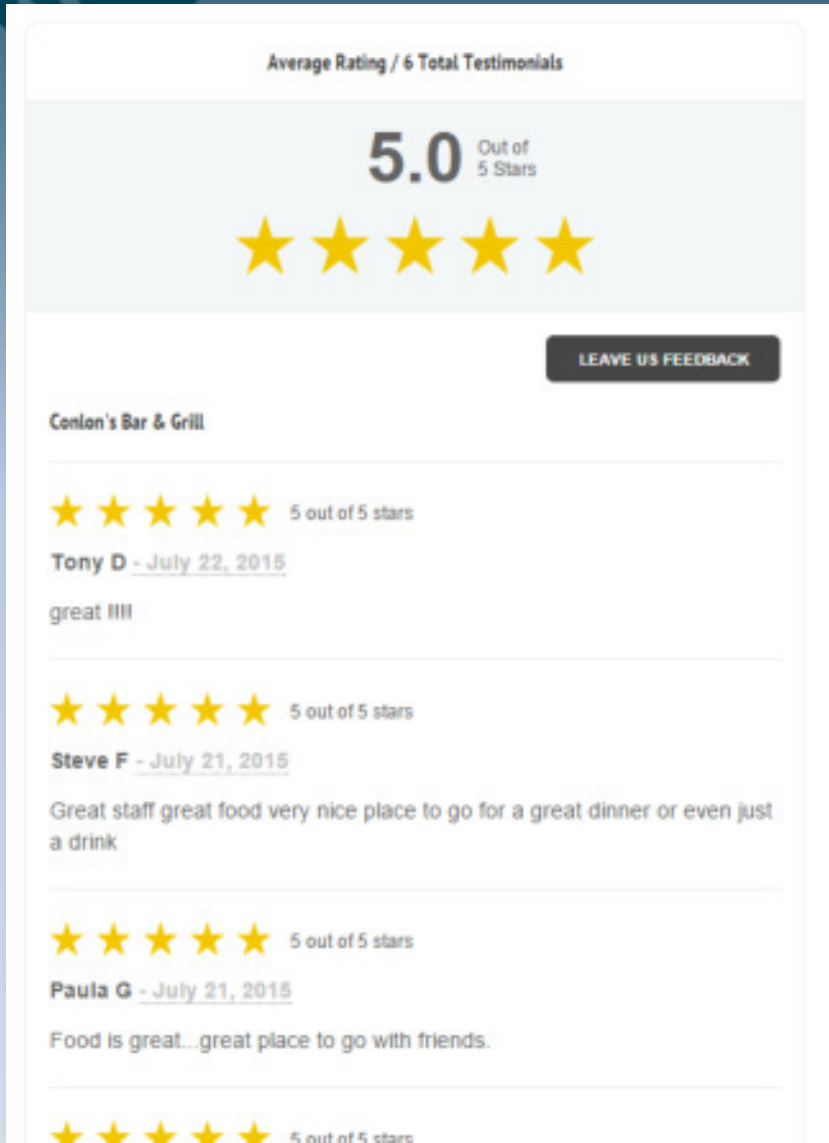 Average Rating / 6 Total Testimonials
5.0
Out of
5 Stars
LEAVE US FEEDBACK
Conlon's Bar & Grill
5 out of 5 stars
Tony D - July 22, 2015
great !!!!
5 out of 5 stars
Steve F - July 21, 2015
Great staff great food very nice place to go for a great dinner or even just
a drink
5 out of 5 stars
Paula G - July 21, 2015
Food is great...great place to go with friends.
5 out of 5 stars